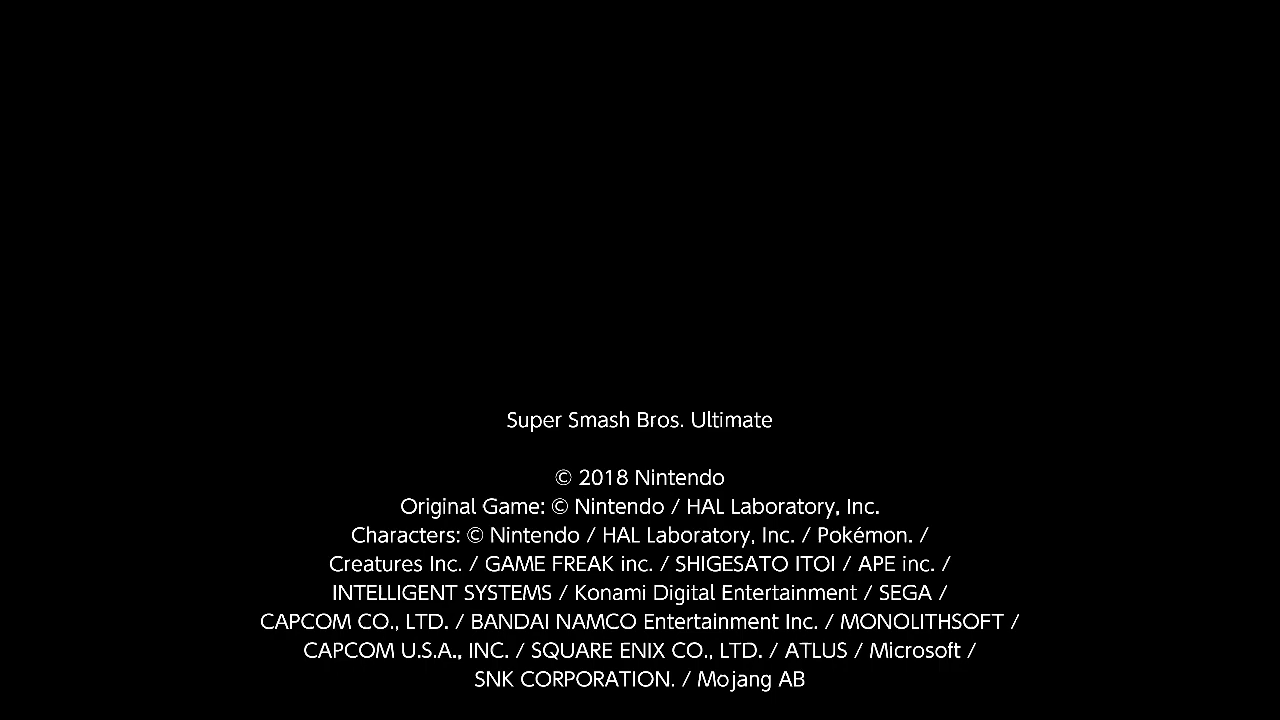 Super Smash Bros. Ultimate
© 2018 Nintendo
Original Game: © Nintendo / HAL Laboratory, Inc.
Characters: © Nintendo / HAL Laboratory, Inc. / Pokémon. /
Creatures Inc. / GAME FREAK inc. / SHIGESATO ITOI / APE inc. /
INTELLIGENT SYSTEMS / Konami Digital Entertainment / SEGA /
CAPCOM CO., LTD. / BANDAI NAMCO Entertainment Inc. / MONOLITHSOFT /
CAPCOM U.S.A., INC. / SQUARE ENIX CO., LTD. / ATLUS / Microsoft /
SNK CORPORATION. / Mojang AB